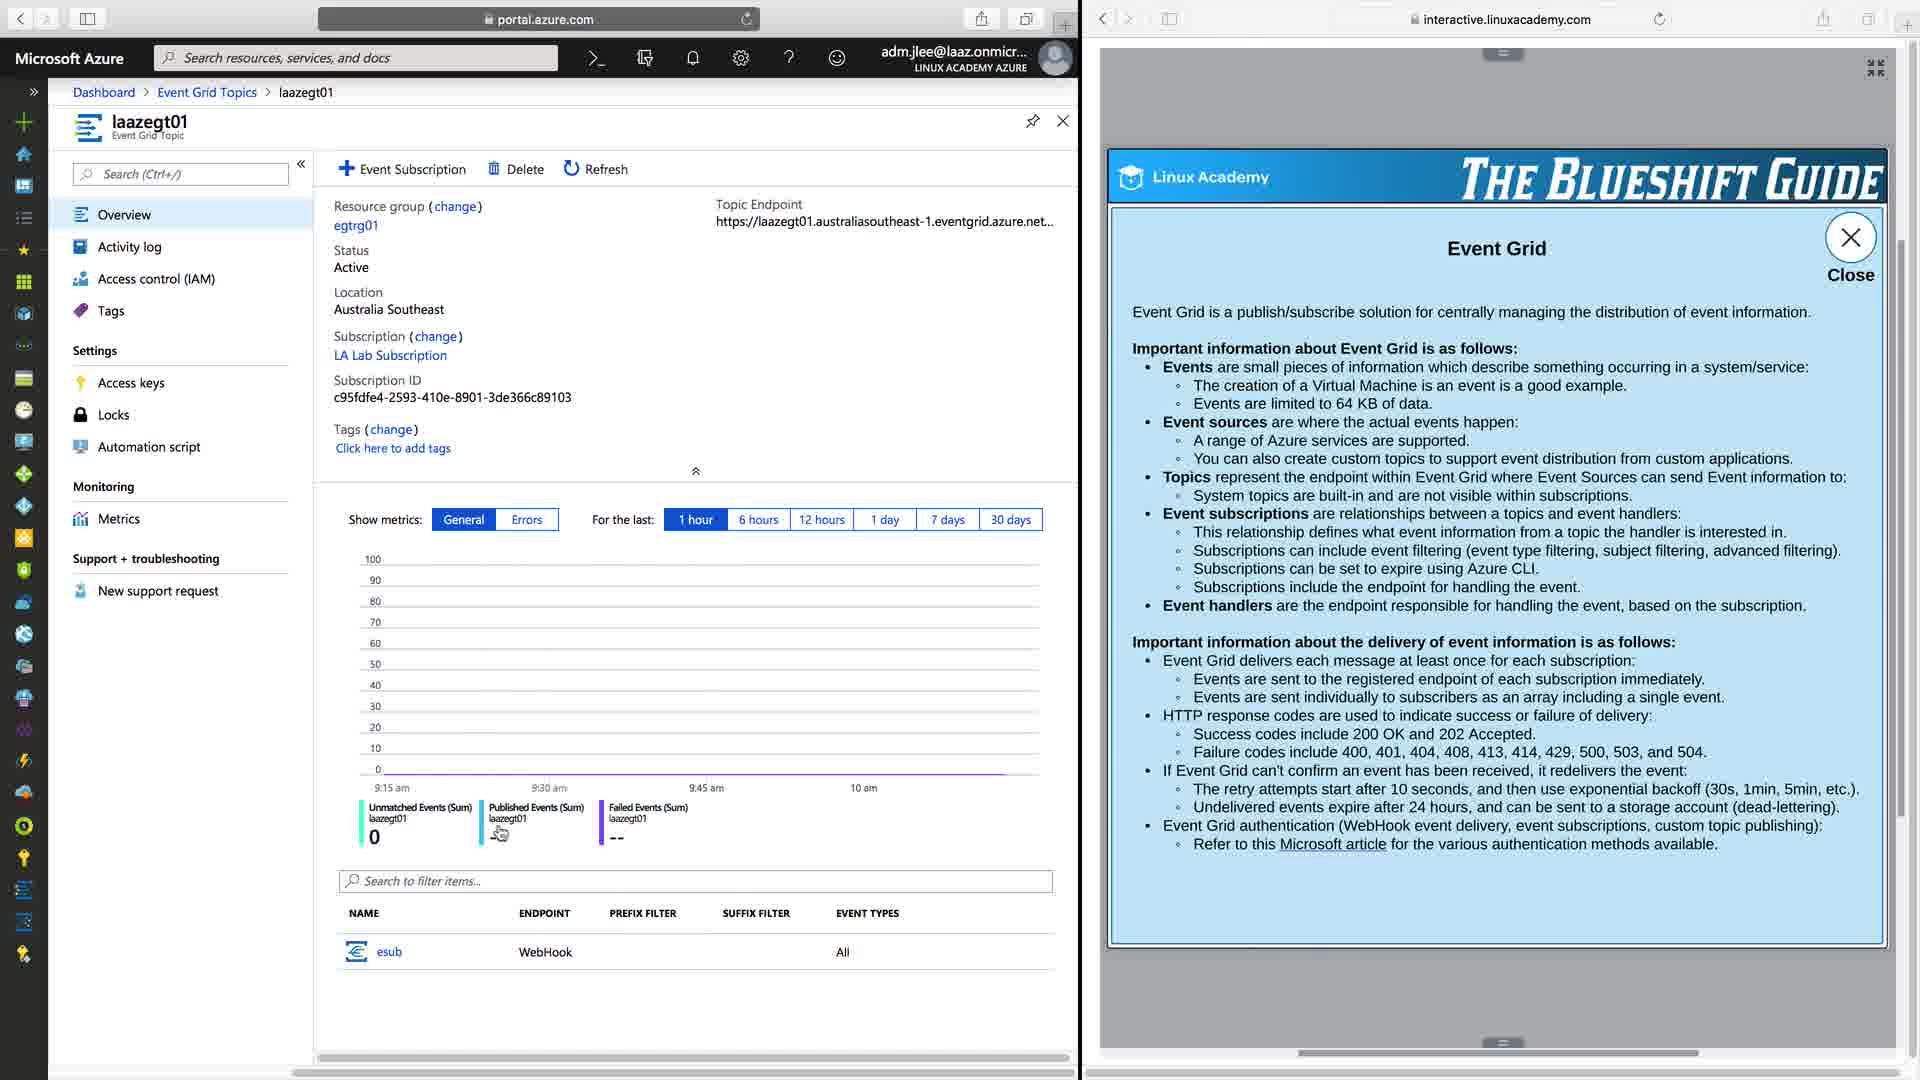 portal.azure.com
Microsoft Azure
Search resources, services, and docs
adm.jlee@laaz.onmicr...
LINUX ACADEMY AZURE
Dashboard > Event Grid Topics > laazegt01
laazegt01
Event Grid Topic
Search (Ctrl+/)
Overview
Activity log
Access control (IAM)
Tags
Settings
Access keys
Locks
Automation script
Monitoring
Metrics
Support + troubleshooting
New support request
Event Subscription
Delete
Refresh
Resource group (change)
egtrg01
Status
Active
Location
Australia Southeast
Subscription (change)
LA Lab Subscription
Subscription ID
c95fdfe4-2593-410e-8901-3de366c89103
Tags (change)
Click here to add tags
Topic Endpoint
https://laazegt01.australiasoutheast-1.eventgrid.azure.net...
Show metrics: General Errors For the last: 1 hour 6 hours 12 hours 1 day 7 days 30 days
100
90
80
70
60
50
40
30
20
10
0
9:15 am 9:30 am 9:45 am 10 am
Unmatched Events (Sum)
laazegt01
0
Published Events (Sum)
laazegt01
Failed Events (Sum)
laazegt01
--
Search to filter items...
NAME ENDPOINT PREFIX FILTER SUFFIX FILTER EVENT TYPES
esub WebHook All
interactive.linuxacademy.com
Linux Academy
THE BLUESHIFT GUIDE
Event Grid
Close
Event Grid is a publish/subscribe solution for centrally managing the distribution of event information.
Important information about Event Grid is as follows:
• Events are small pieces of information which describe something occurring in a system/service:
◦ The creation of a Virtual Machine is an event is a good example.
◦ Events are limited to 64 KB of data.
• Event sources are where the actual events happen:
◦ A range of Azure services are supported.
◦ You can also create custom topics to support event distribution from custom applications.
• Topics represent the endpoint within Event Grid where Event Sources can send Event information to:
◦ System topics are built-in and are not visible within subscriptions.
• Event subscriptions are relationships between a topics and event handlers:
◦ This relationship defines what event information from a topic the handler is interested in.
◦ Subscriptions can include event filtering (event type filtering, subject filtering, advanced filtering).
◦ Subscriptions can be set to expire using Azure CLI.
◦ Subscriptions include the endpoint for handling the event.
• Event handlers are the endpoint responsible for handling the event, based on the subscription.
Important information about the delivery of event information is as follows:
• Event Grid delivers each message at least once for each subscription:
◦ Events are sent to the registered endpoint of each subscription immediately.
◦ Events are sent individually to subscribers as an array including a single event.
• HTTP response codes are used to indicate success or failure of delivery:
◦ Success codes include 200 OK and 202 Accepted.
◦ Failure codes include 400, 401, 404, 408, 413, 414, 429, 500, 503, and 504.
• If Event Grid can't confirm an event has been received, it redelivers the event:
◦ The retry attempts start after 10 seconds, and then use exponential backoff (30s, 1min, 5min, etc.).
◦ Undelivered events expire after 24 hours, and can be sent to a storage account (dead-lettering).
• Event Grid authentication (WebHook event delivery, event subscriptions, custom topic publishing):
◦ Refer to this Microsoft article for the various authentication methods available.